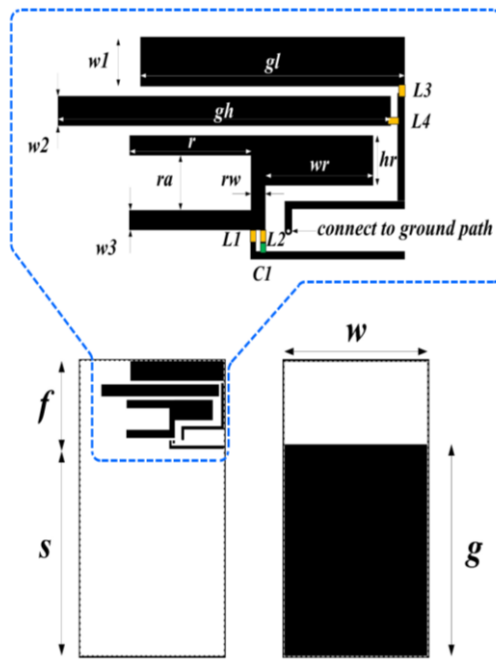 w1
gl
L3
gh
L4
w2
r
hr
ra
rw
wr
w3
L1
L2
connect to ground path
C1
w
f
s
g